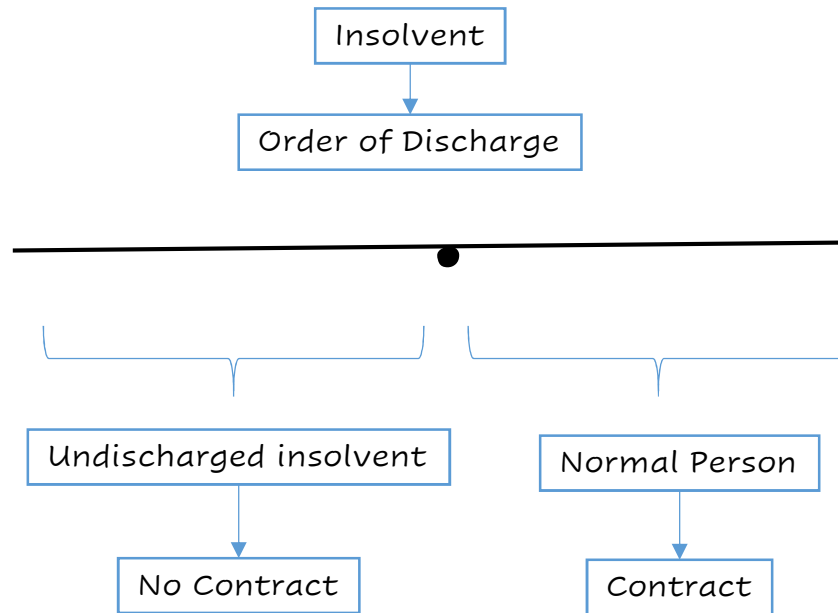 Insolvent
Order of Discharge
Undischarged insolvent
Normal Person
No Contract
Contract